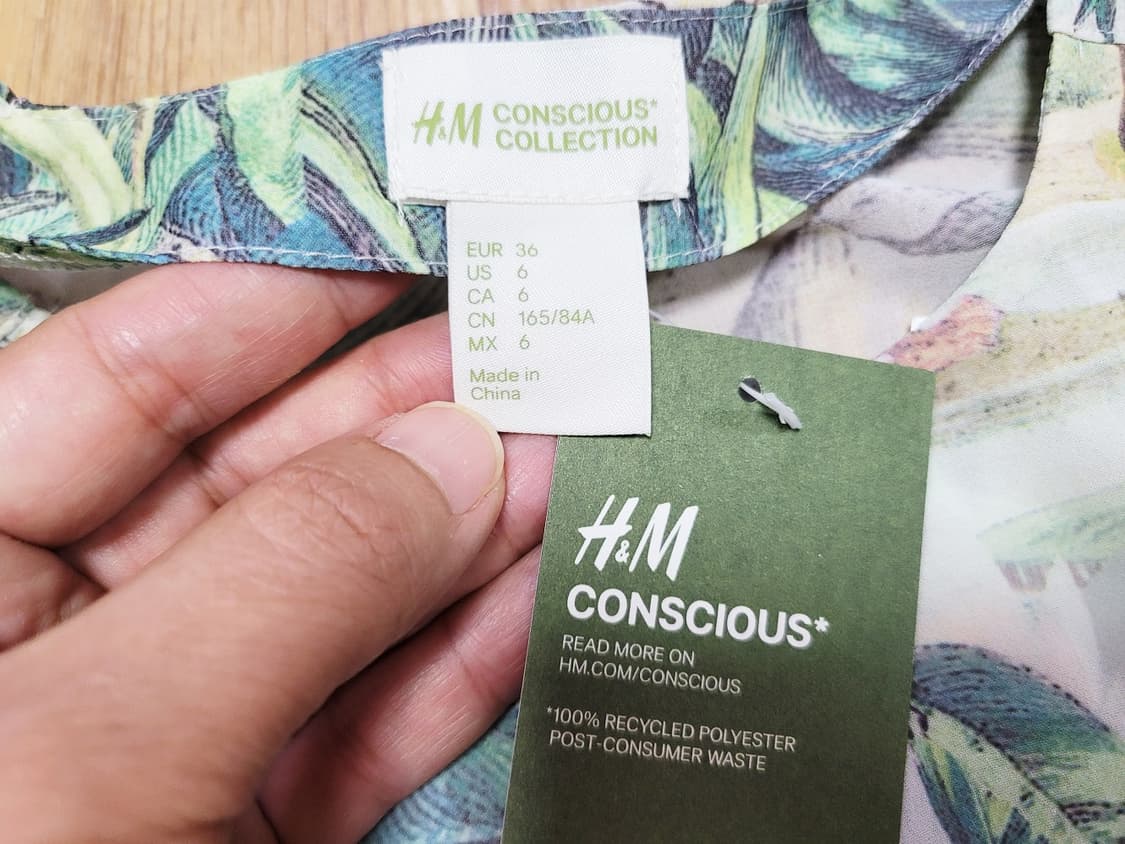 H&M CONSCIOUS*
COLLECTION
EUR 36
US 6
CA 6
CN 165/84A
MX 6
Made in
China
H&M
CONSCIOUS*
READ MORE ON
HM.COM/CONSCIOUS
*100% RECYCLED POLYESTER
POST-CONSUMER WASTE